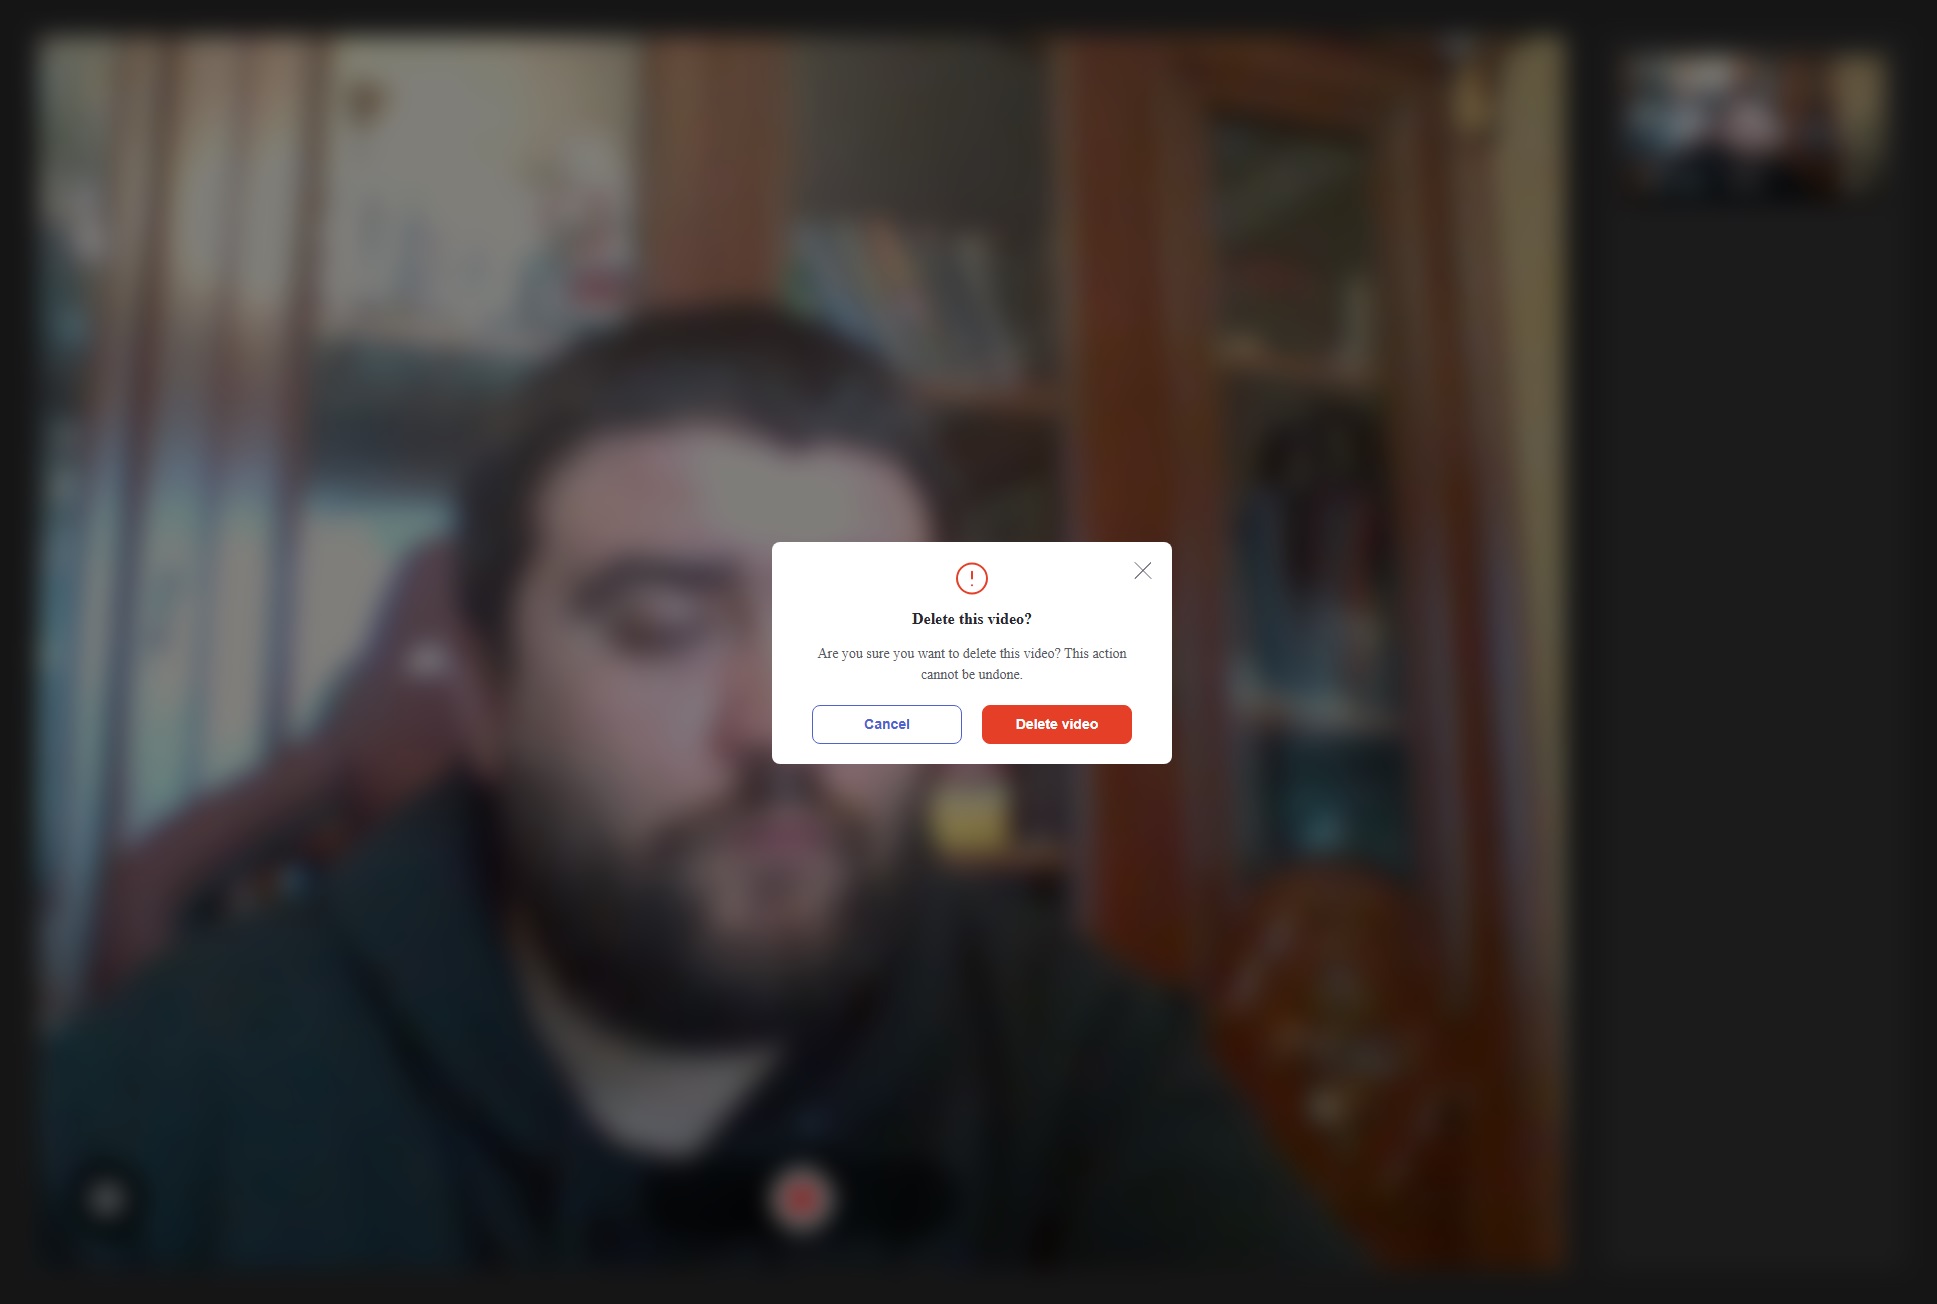 Delete this video?
Are you sure you want to delete this video? This action
cannot be undone.
Cancel
Delete video